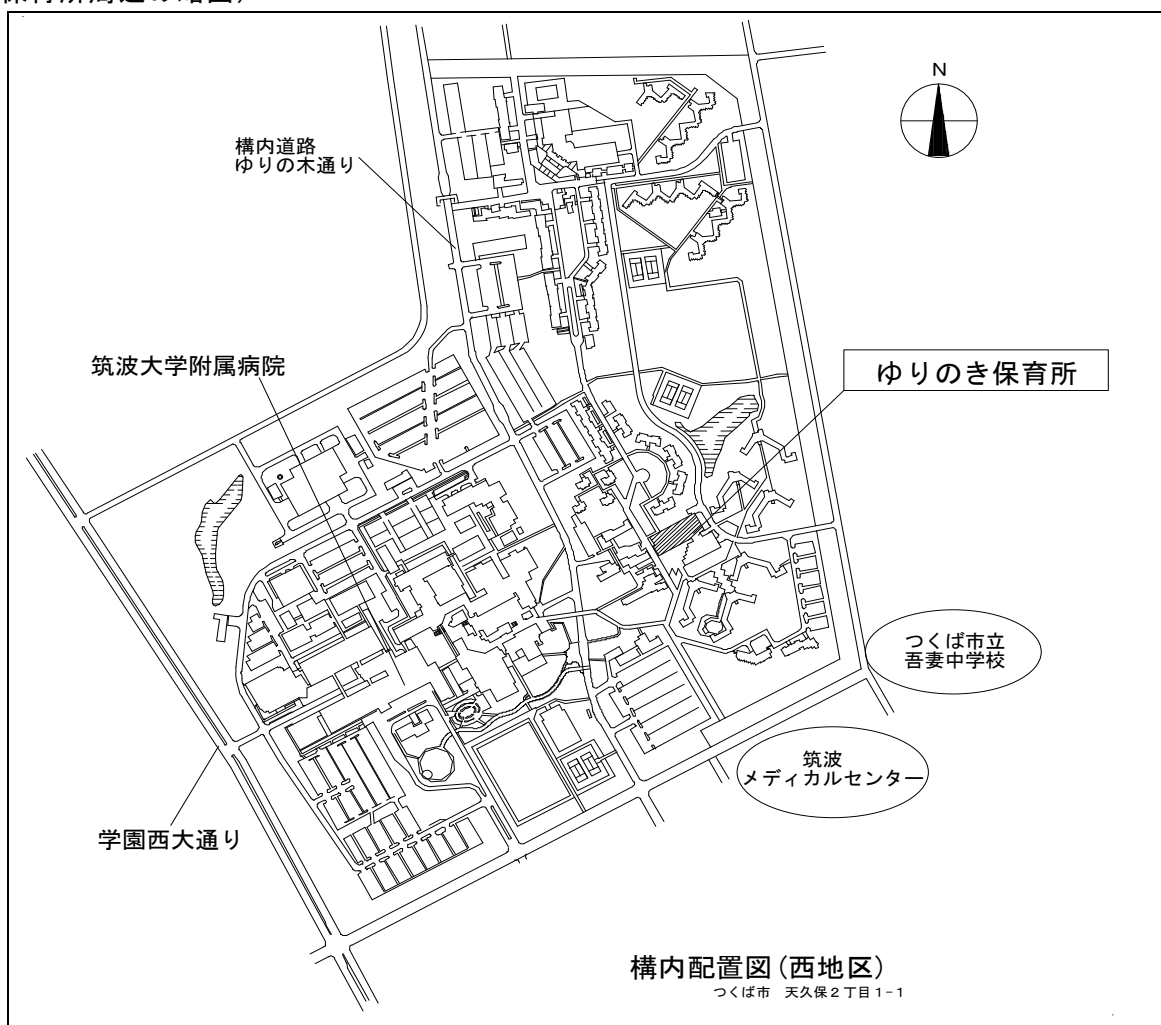 N
構内道路
ゆりの木通り
筑波大学附属病院
ゆりのき保育所
つくば市立
吾妻中学校
筑波
メディカルセンター
学園西大通り
構内配置図(西地区)
つくば市 天久保2丁目1-1